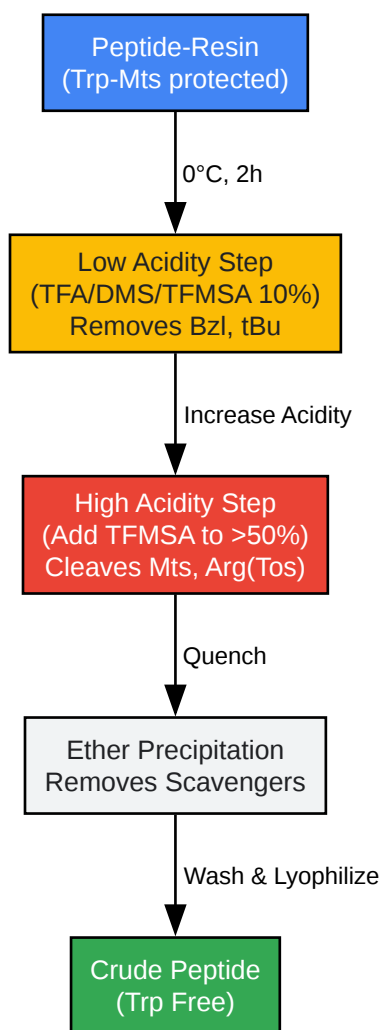 Peptide-Resin
(Trp-Mts protected)
0°C, 2h
Low Acidity Step
(TFA/DMS/TFMSA 10%)
Removes Bzl, tBu
Increase Acidity
High Acidity Step
(Add TFMSA to >50%)
Cleaves Mts, Arg(Tos)
Quench
Ether Precipitation
Removes Scavengers
Wash & Lyophilize
Crude Peptide
(Trp Free)